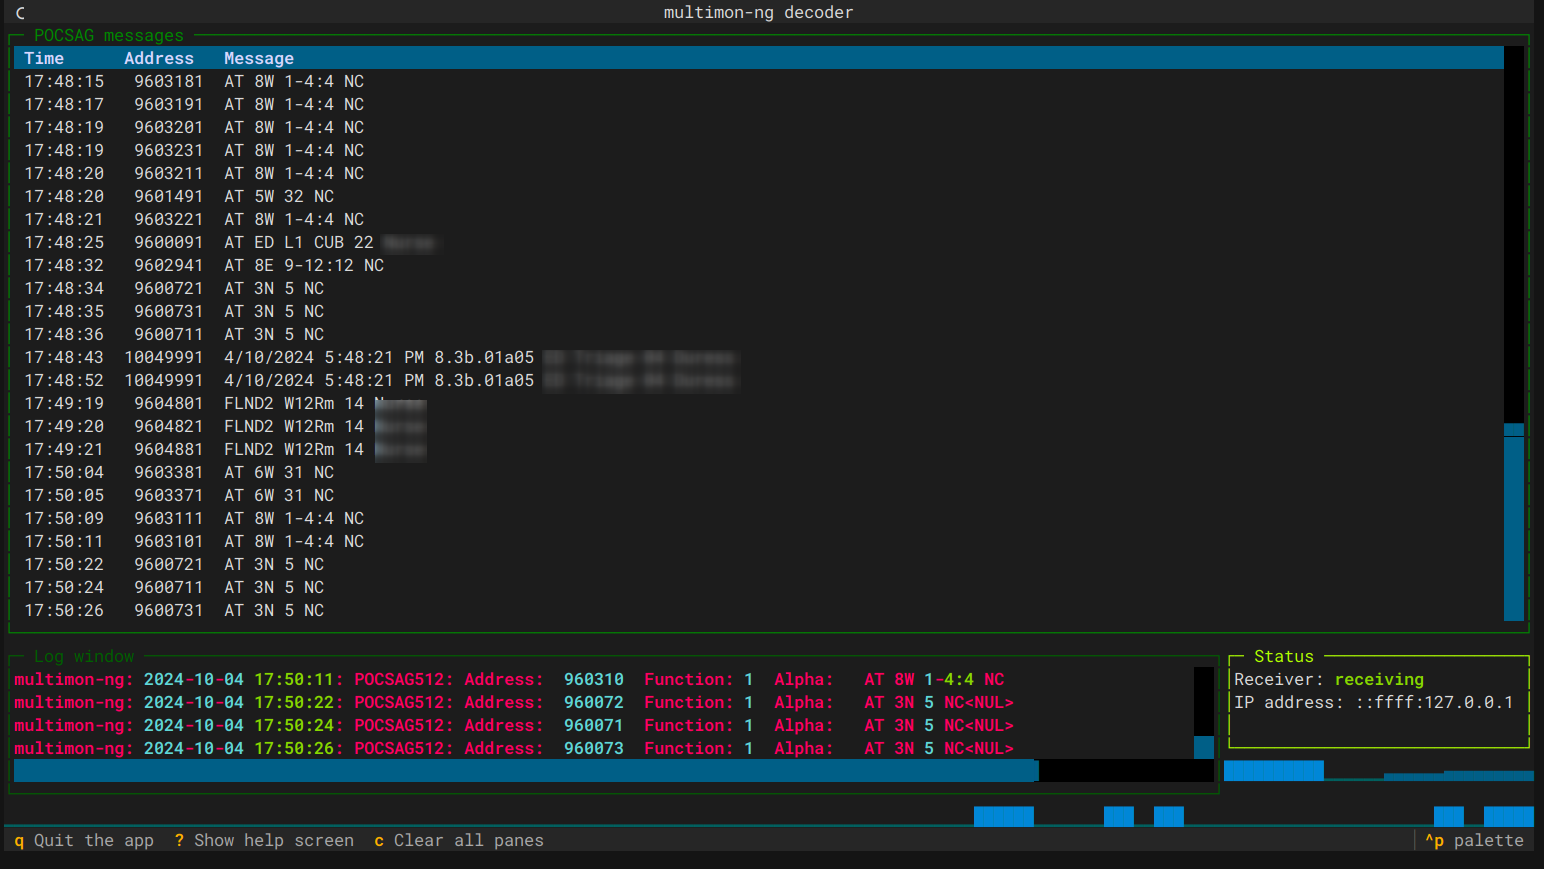 multimon-ng decoder
POCSAG messages
Time Address Message
17:48:15 9603181 AT 8W 1-4:4 NC
17:48:17 9603191 AT 8W 1-4:4 NC
17:48:19 9603201 AT 8W 1-4:4 NC
17:48:19 9603231 AT 8W 1-4:4 NC
17:48:20 9603211 AT 8W 1-4:4 NC
17:48:20 9601491 AT 5W 32 NC
17:48:21 9603221 AT 8W 1-4:4 NC
17:48:25 9600091 AT ED L1 CUB 22
17:48:32 9602941 AT 8E 9-12:12 NC
17:48:34 9600721 AT 3N 5 NC
17:48:35 9600731 AT 3N 5 NC
17:48:36 9600711 AT 3N 5 NC
17:48:43 10049991 4/10/2024 5:48:21 PM 8.3b.01a05
17:48:52 10049991 4/10/2024 5:48:21 PM 8.3b.01a05
17:49:19 9604801 FLND2 W12Rm 14
17:49:20 9604821 FLND2 W12Rm 14
17:49:21 9604881 FLND2 W12Rm 14
17:50:04 9603381 AT 6W 31 NC
17:50:05 9603371 AT 6W 31 NC
17:50:09 9603111 AT 8W 1-4:4 NC
17:50:11 9603101 AT 8W 1-4:4 NC
17:50:22 9600721 AT 3N 5 NC
17:50:24 9600711 AT 3N 5 NC
17:50:26 9600731 AT 3N 5 NC
Log window
multimon-ng: 2024-10-04 17:50:11: POCSAG512: Address: 960310 Function: 1 Alpha: AT 8W 1-4:4 NC
multimon-ng: 2024-10-04 17:50:22: POCSAG512: Address: 960072 Function: 1 Alpha: AT 3N 5 NC<NUL>
multimon-ng: 2024-10-04 17:50:24: POCSAG512: Address: 960071 Function: 1 Alpha: AT 3N 5 NC<NUL>
multimon-ng: 2024-10-04 17:50:26: POCSAG512: Address: 960073 Function: 1 Alpha: AT 3N 5 NC<NUL>
Status
Receiver: receiving
IP address: ::ffff:127.0.0.1
q Quit the app ? Show help screen c Clear all panes ^p palette